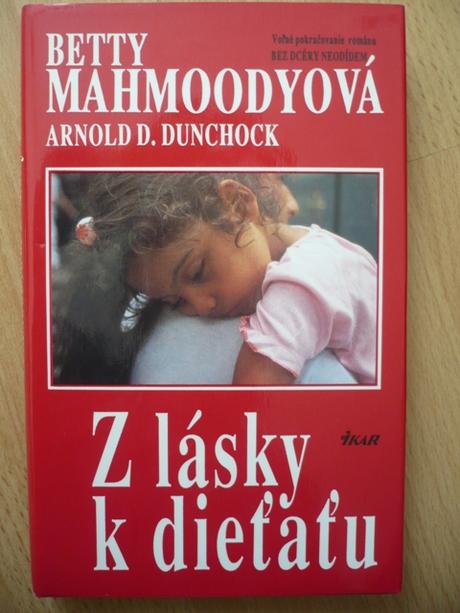 BETTY
MAHMOODYOVÁ
ARNOLD D. DUNCHOCK
Voľné pokračovanie románu
BEZ DCÉRY NEODÍDEM
Z lásky
k dieťaťu
IKAR